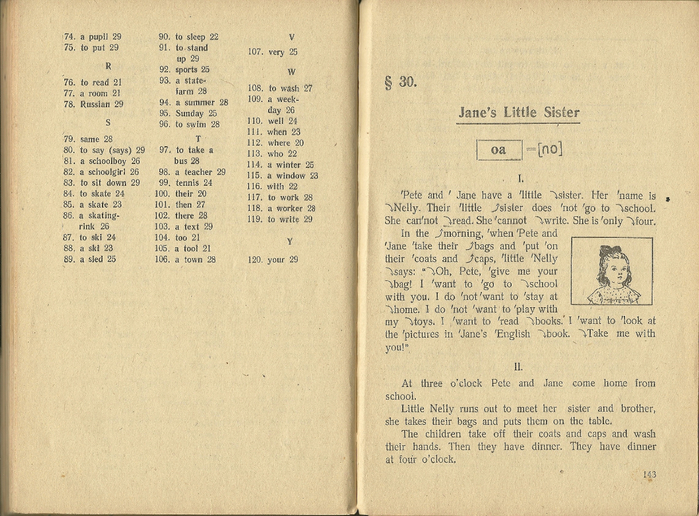 74. a pupil 29
75. to put 29
R
76. to read 21
77. a room 21
78. Russian 29
S
79. same 28
80. to say (says) 29
81. a schoolboy 26
82. a schoolgirl 26
83. to sit down 29
84. to skate 24
85. a skate 23
86. a skating-
rink 26
87. to ski 24
88. a ski 23
89. a sled 25
90. to sleep 22
91. to stand
up 29
92. sports 25
93. a state-
farm 28
94. a summer 28
95. Sunday 25
96. to swim 28
T
97. to take a
bus 28
98. a teacher 29
99. tennis 24
100. their 20
101. then 27
102. there 28
103. a text 29
104. too 21
105. a tool 21
106. a town 28
V
107. very 25
W
108. to wash 27
109. a week-
day 26
110. well 24
111. when 23
112. where 20
113. who 22
114. a winter 25
115. a window 23
116. with 22
117. to work 28
118. a worker 28
119. to write 29
Y
120. your 29
§ 30.
Jane's Little Sister
oa —[no]
I.
'Pete and ' Jane have a 'little sister. Her 'name is
Nelly. Their 'little sister does 'not 'go to school.
She can'not read. She 'cannot write. She is 'only four.
In the morning, 'when 'Pete and
'Jane 'take their bags and 'put 'on
their 'coats and caps, 'little 'Nelly
says: "Oh, Pete, 'give me your
bag! I 'want to 'go to school
with you. I do 'not 'want to 'stay at
home. I do 'not 'want to 'play with
my toys. I 'want to 'read books. I 'want to 'look at
the 'pictures in 'Jane's 'English book. Take me with
you!"
II.
At three o'clock Pete and Jane come home from
school.
Little Nelly runs out to meet her sister and brother,
she takes their bags and puts them on the table.
The children take off their coats and caps and wash
their hands. Then they have dinner. They have dinner
at four o'clock.
143